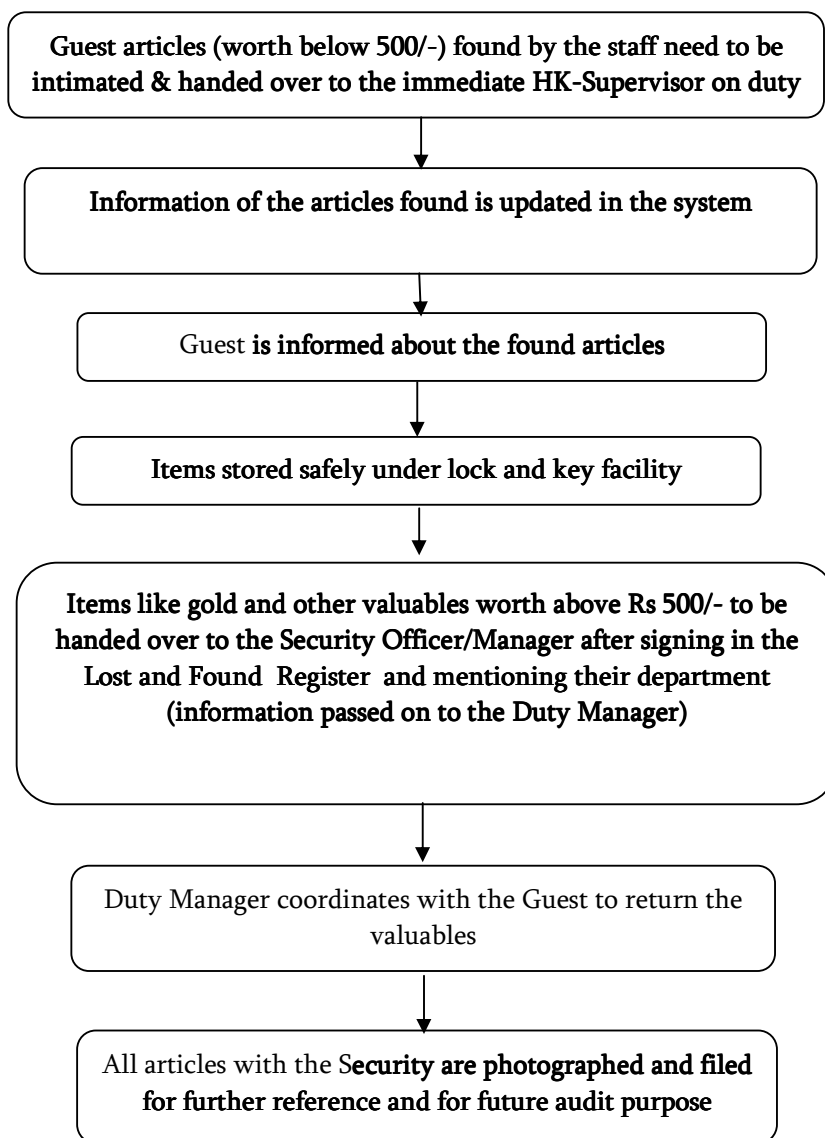 Guest articles (worth below 500/-) found by the staff need to be
intimated & handed over to the immediate HK-Supervisor on duty
Information of the articles found is updated in the system
Guest is informed about the found articles
Items stored safely under lock and key facility
Items like gold and other valuables worth above Rs 500/- to be
handed over to the Security Officer/Manager after signing in the
Lost and Found Register and mentioning their department
(information passed on to the Duty Manager)
Duty Manager coordinates with the Guest to return the
valuables
All articles with the Security are photographed and filed
for further reference and for future audit purpose